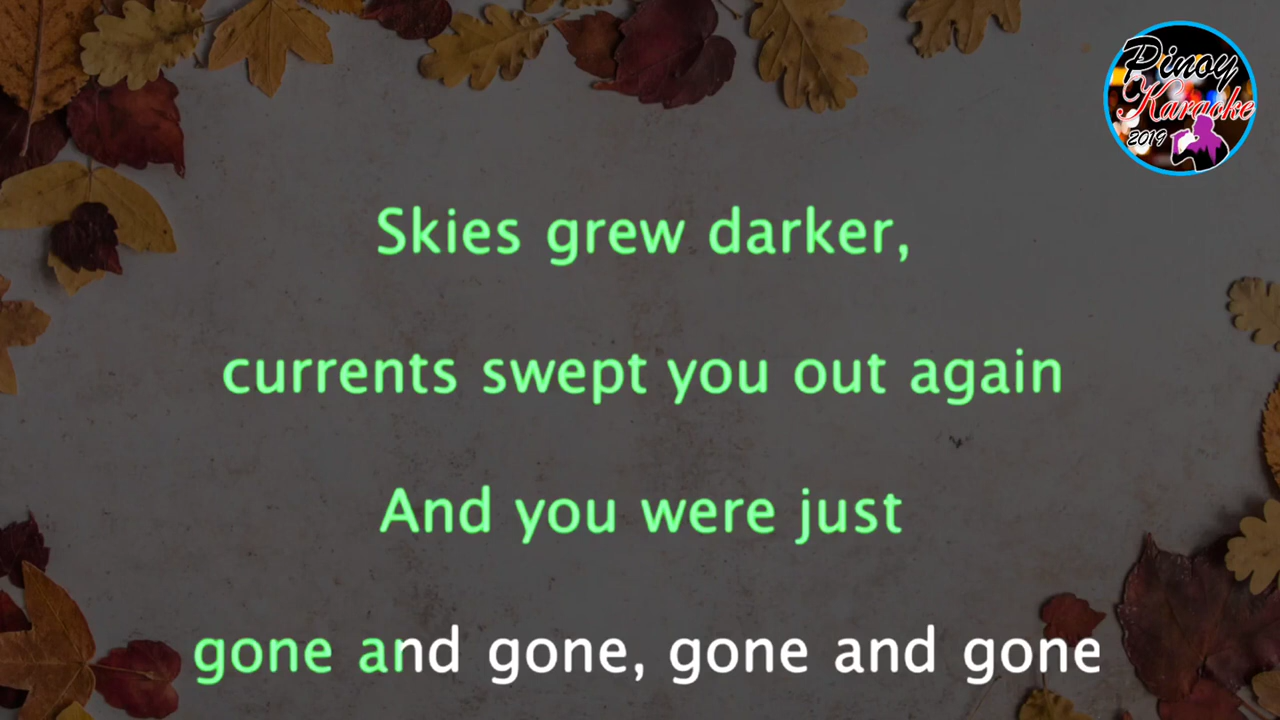 Pinoy
Karaoke
2019
Skies grew darker,
currents swept you out again
And you were just
gone and gone, gone and gone